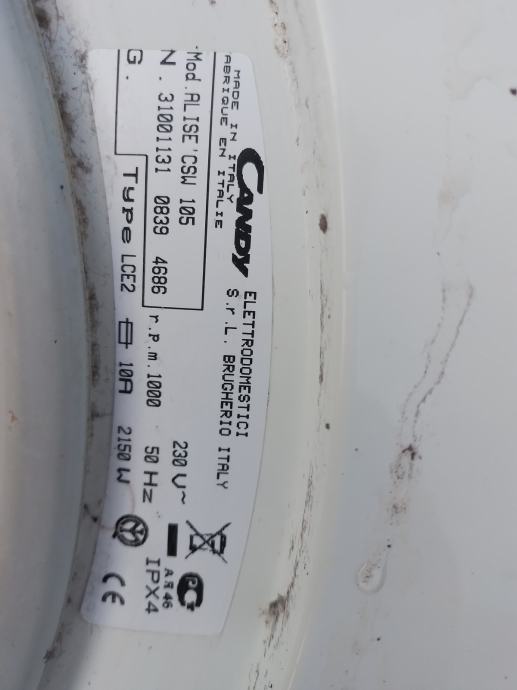 CANDY
ELETTRODOMESTICI
S.r.L. BRUGHERIO ITALY
MADE IN ITALY
FABRIQUE EN ITALIE
Mod.ALISE'CSW 105
N. 31001131 0839 4686
G.
Type LCE2
r.p.m.1000
10A
230 V~
50 Hz
2150 W
AЯ46
IPX4
CE